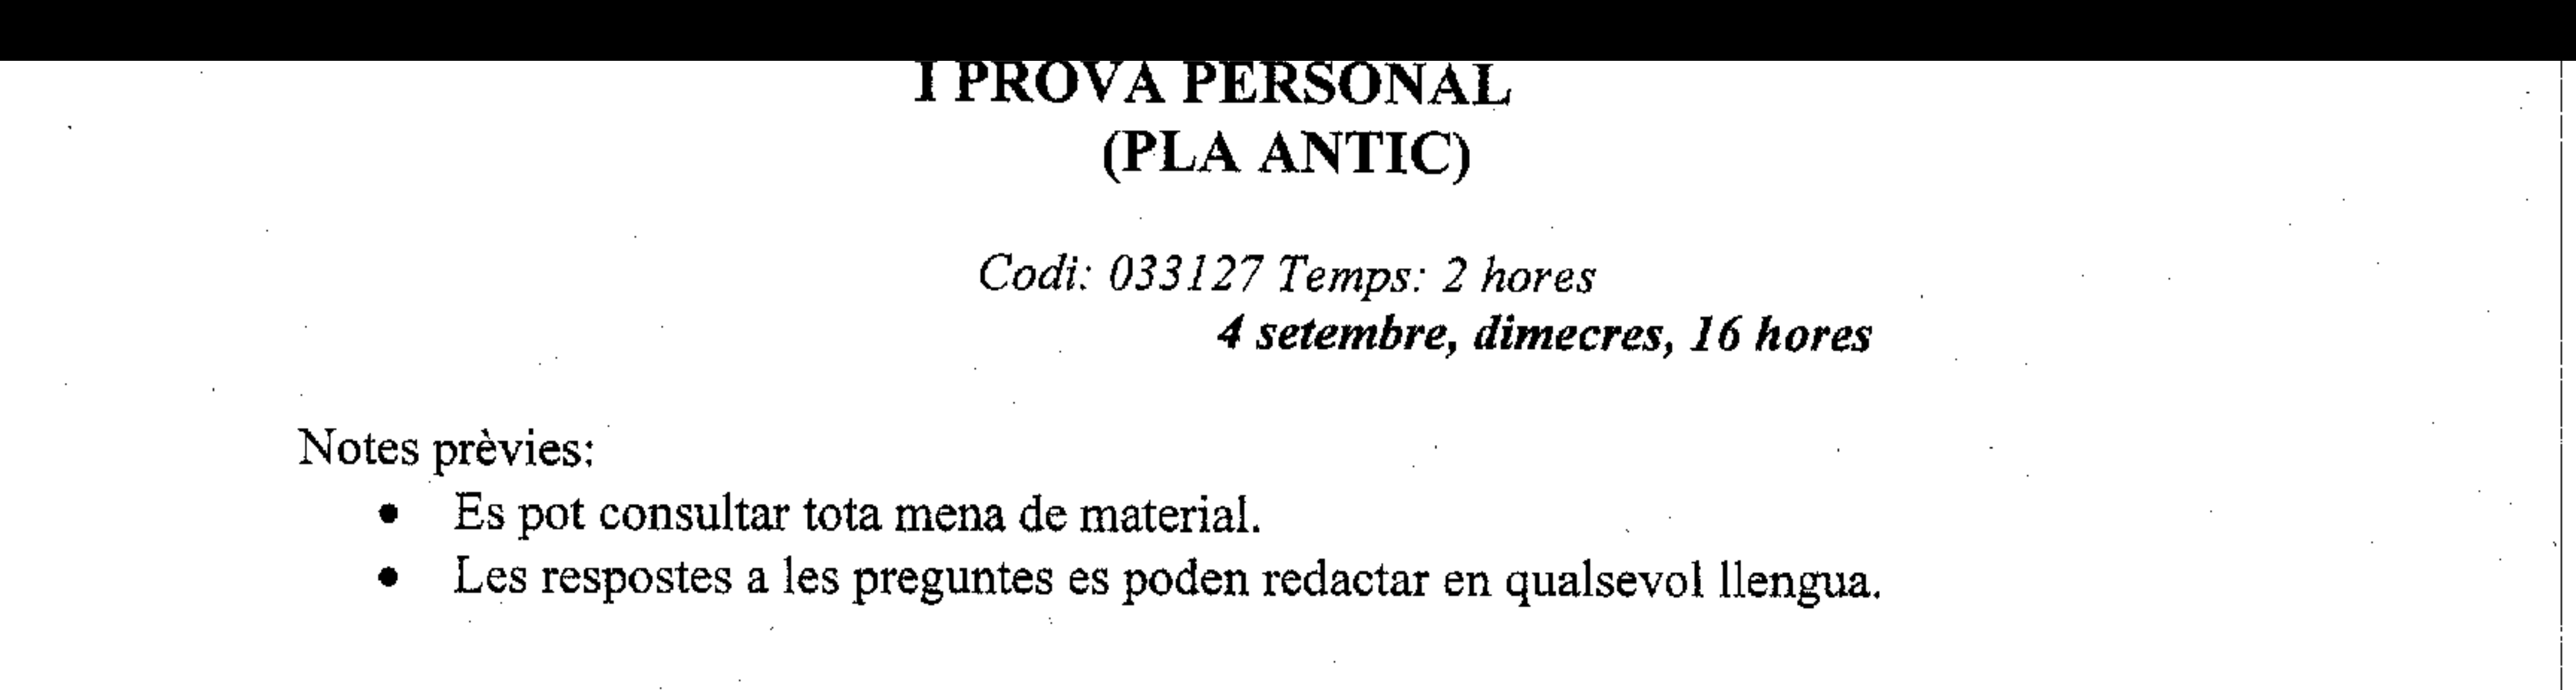 I PROVA PERSONAL
(PLA ANTIC)
Codi: 033127 Temps: 2 hores
4 setembre, dimecres, 16 hores
Notes prèvies:
• Es pot consultar tota mena de material.
• Les respostes a les preguntes es poden redactar en qualsevol llengua.